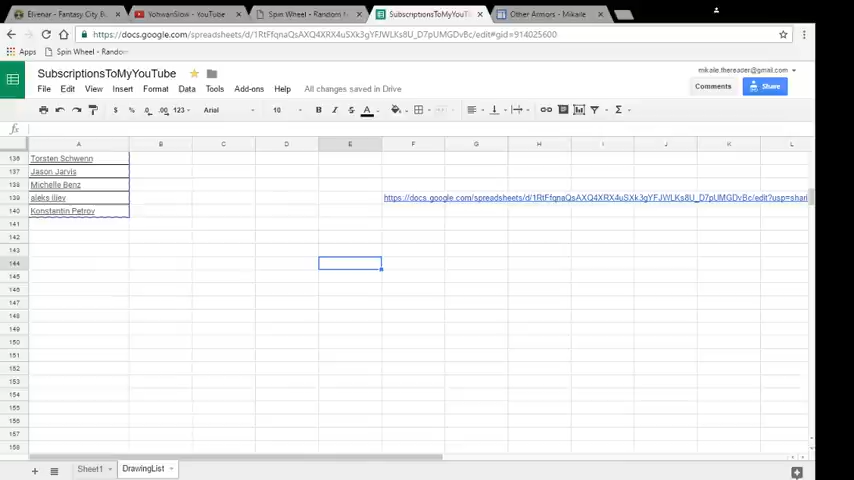 Elvenar - Fantasy City B
VohwanSlow - YouTube
Spin Wheel - Random N
SubscriptionsToMyYouTu
Other Armors - Mikaile
https://docs.google.com/spreadsheets/d/1RtFfqnaQsAXQ4XRX4uSXk3gYFJWLKs8U_D7pUMGDvBc/edit#gid=914025600
Apps Spin Wheel - Random
SubscriptionsToMyYouTube
mikaile.thereader@gmail.com
File Edit View Insert Format Data Tools Add-ons Help All changes saved in Drive
Comments Share
$ % .0 .00 123 Arial 10 B I S A Σ
fx
A B C D E F G H I J K L
136 Torsten Schwenn
137 Jason Jarvis
138 Michelle Benz
139 aleks iliev https://docs.google.com/spreadsheets/d/1RtFfqnaQsAXQ4XRX4uSXk3gYFJWLKs8U_D7pUMGDvBc/edit?usp=shari
140 Konstantin Petrov
141
142
143
144
145
146
147
148
149
150
151
152
153
154
155
156
157
158
Sheet1 DrawingList